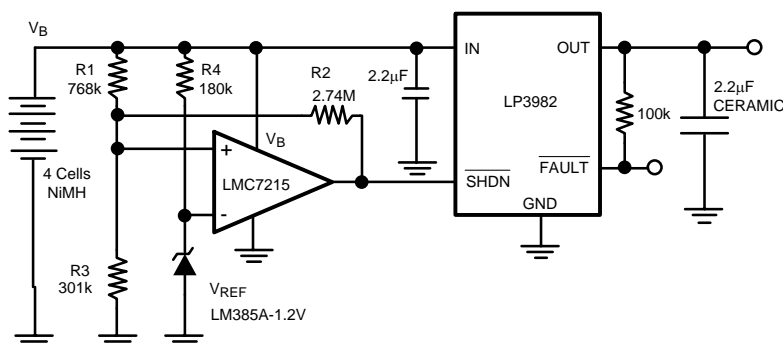 V_B
R1
768k
R4
180k
R2
2.74M
2.2µF
IN
OUT
LP3982
100k
2.2µF
CERAMIC
4 Cells
NiMH
+
-
V_B
LMC7215
SHDN
FAULT
GND
R3
301k
V_REF
LM385A-1.2V